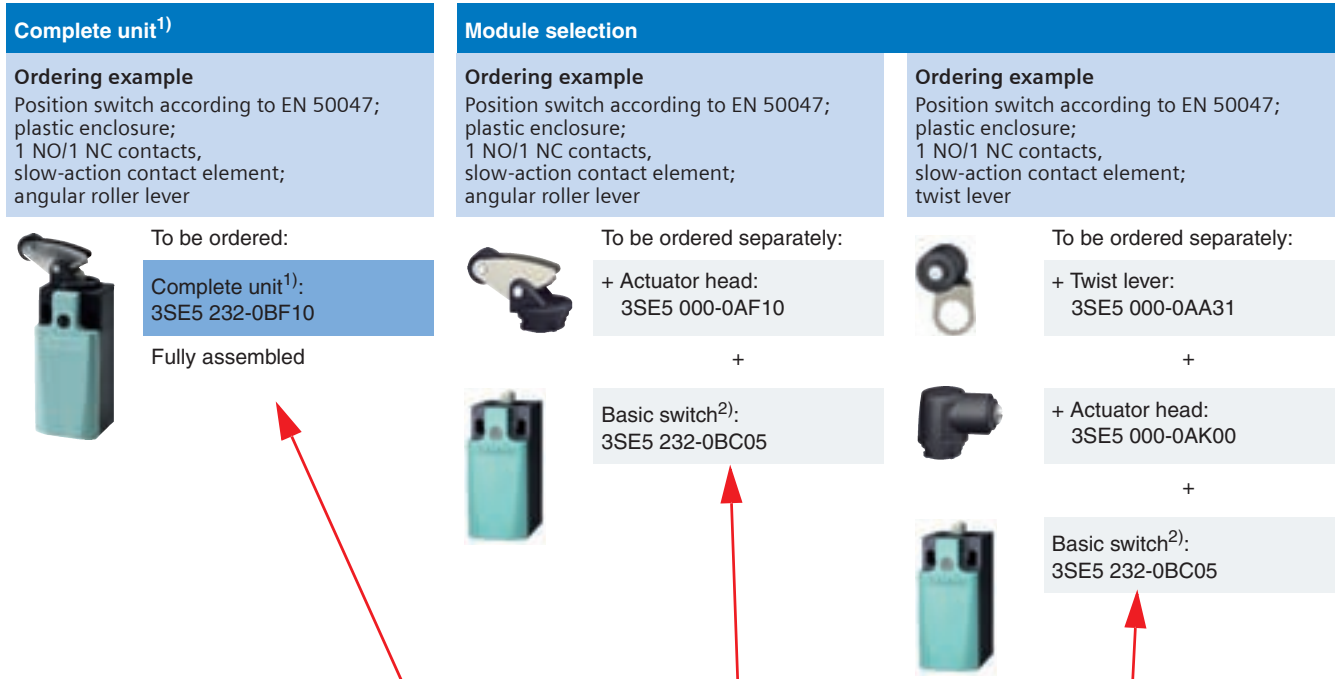 Complete unit1)
Ordering example
Position switch according to EN 50047;
plastic enclosure;
1 NO/1 NC contacts,
slow-action contact element;
angular roller lever
To be ordered:
Complete unit1):
3SE5 232-0BF10
Fully assembled
Module selection
Ordering example
Position switch according to EN 50047;
plastic enclosure;
1 NO/1 NC contacts,
slow-action contact element;
angular roller lever
To be ordered separately:
+ Actuator head:
3SE5 000-0AF10
+
Basic switch2):
3SE5 232-0BC05
Ordering example
Position switch according to EN 50047;
plastic enclosure;
1 NO/1 NC contacts,
slow-action contact element;
twist lever
To be ordered separately:
+ Twist lever:
3SE5 000-0AA31
+
+ Actuator head:
3SE5 000-0AK00
+
Basic switch2):
3SE5 232-0BC05